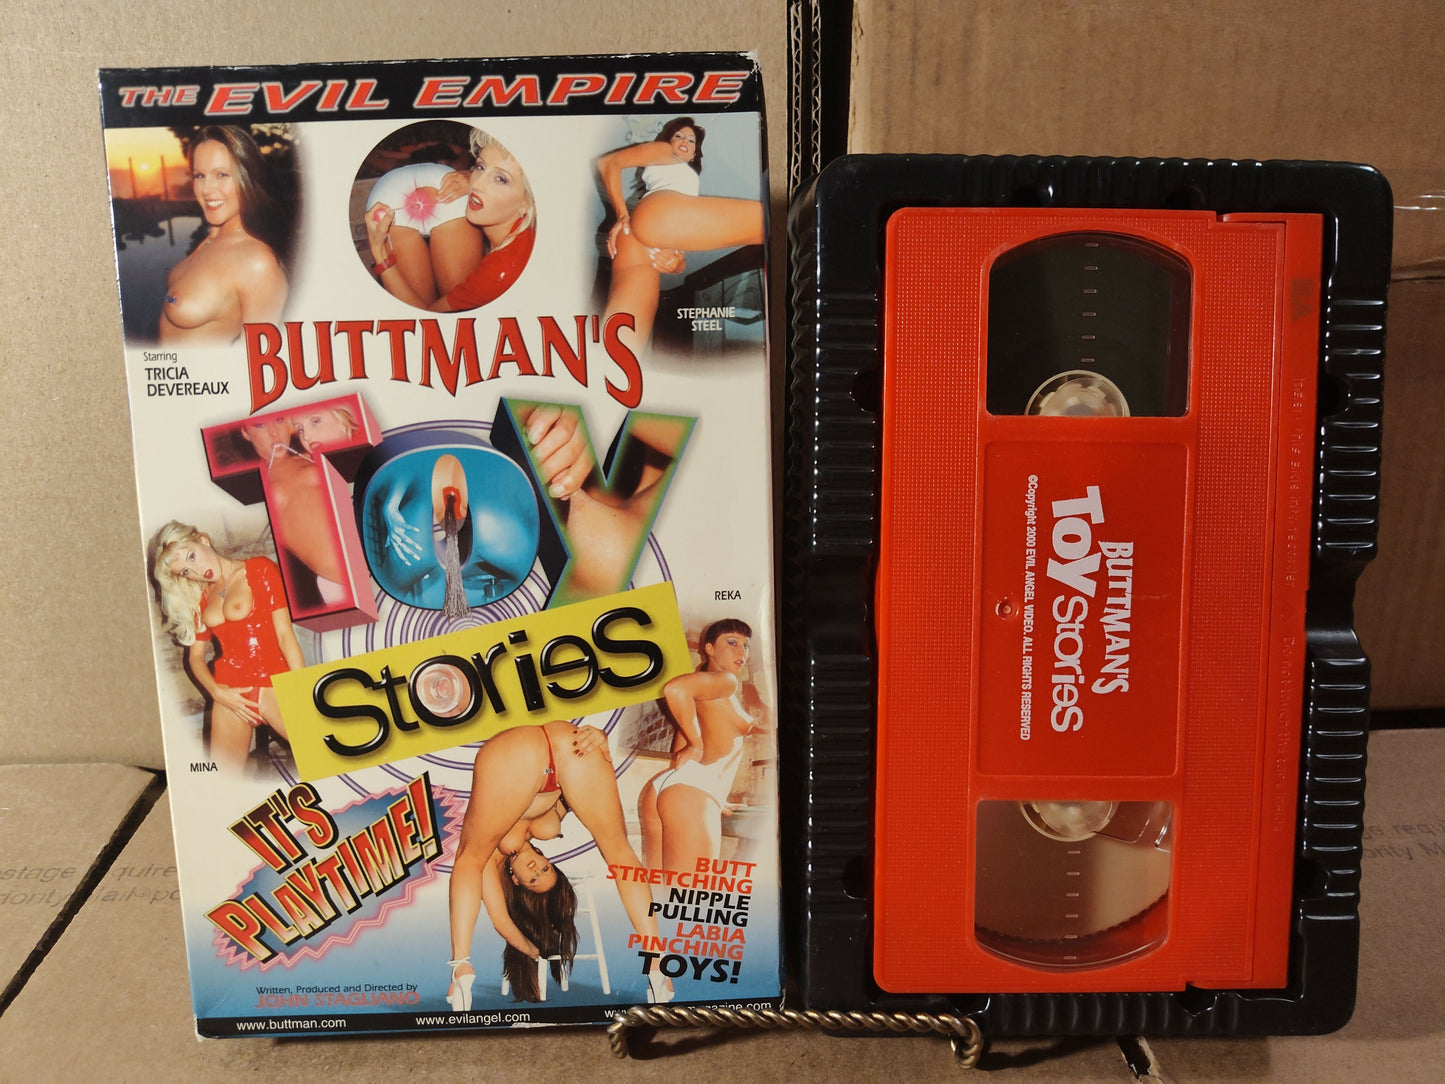 THE EVIL EMPIRE
STEPHANIE
STEEL
Starring
TRICIA
DEVEREAUX
BUTTMAN'S
TOY
Stories
REKA
MINA
IT'S
PLAYTIME!
BUTT
STRETCHING
NIPPLE
PULLING
LABIA
PINCHING
TOYS!
Written, Produced and Directed by
JOHN STAGLIANO
www.buttman.com
www.evilangel.com
BUTTMAN'S
TOY
Stories
©Copyright 2000 EVIL ANGEL VIDEO. ALL RIGHTS RESERVED